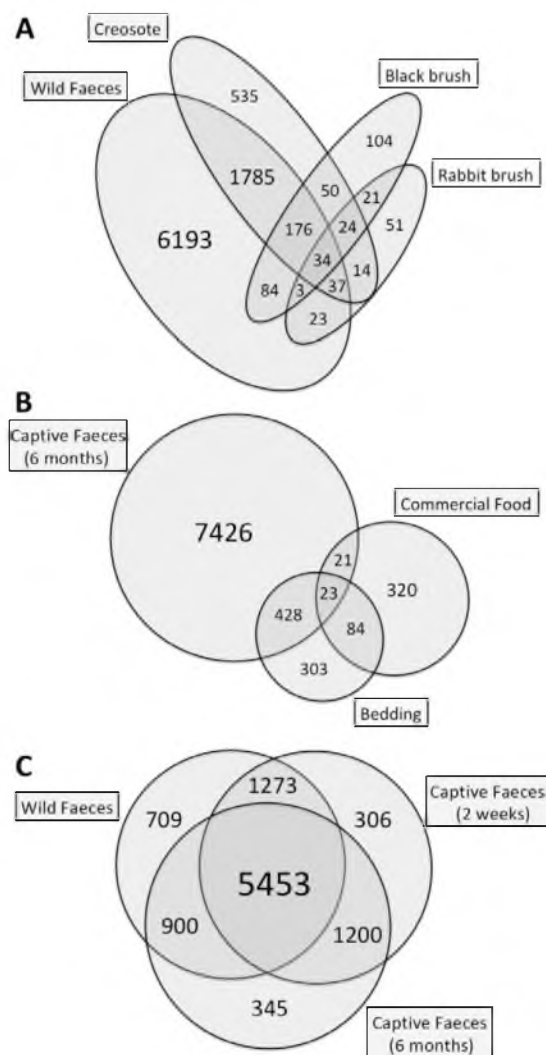 A
Creosote
Wild Faeces
Black brush
Rabbit brush
535
104
1785
50
21
6193
176
24
51
34
14
84
3
37
23
B
Captive Faeces
(6 months)
Commercial Food
7426
21
23
320
428
84
303
Bedding
C
Wild Faeces
1273
Captive Faeces
(2 weeks)
709
306
5453
900
1200
345
Captive Faeces
(6 months)